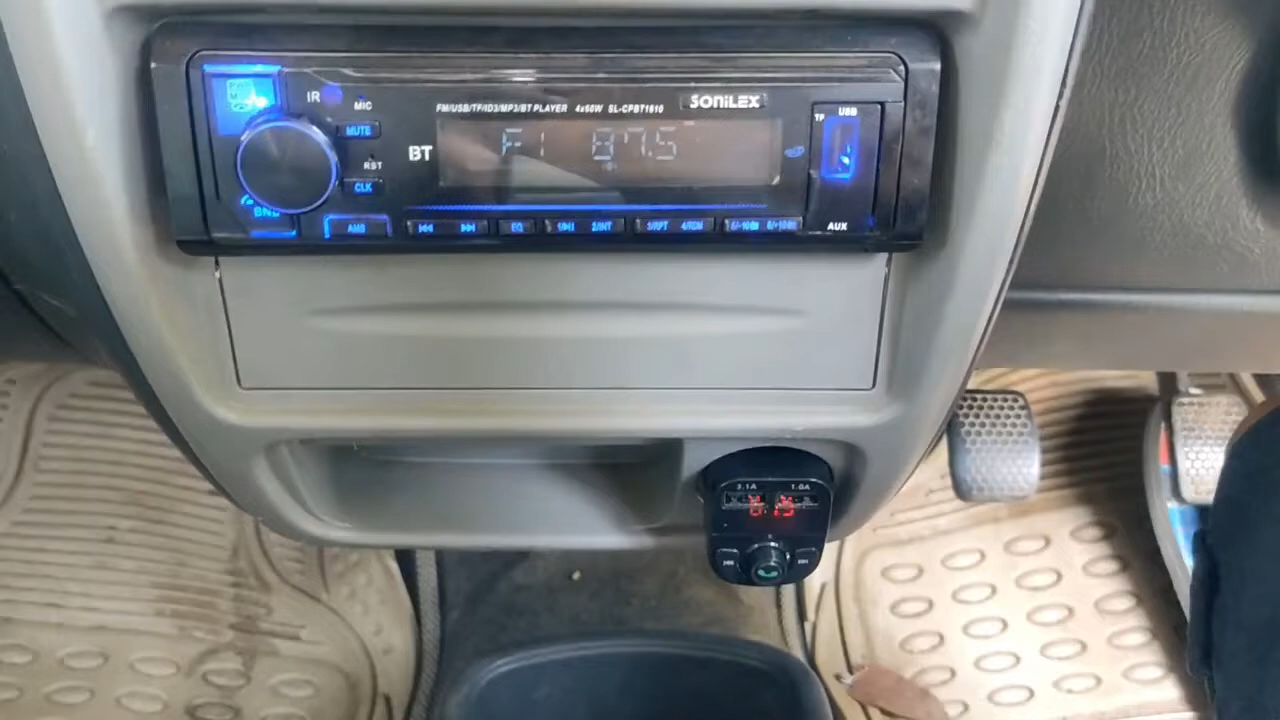 IR
MIC
FM/USB/TF/ID3/MP3/BT PLAYER 4x60W SL-CPBT1610
SONILEX
MUTE
BT
F1 87.5
TF USB
RST
CLK
BND
AMS
EQ
1/▶| 2/INT
3/RPT 4/RDM
5/-10 6/+10
AUX
3.1A 1.0A